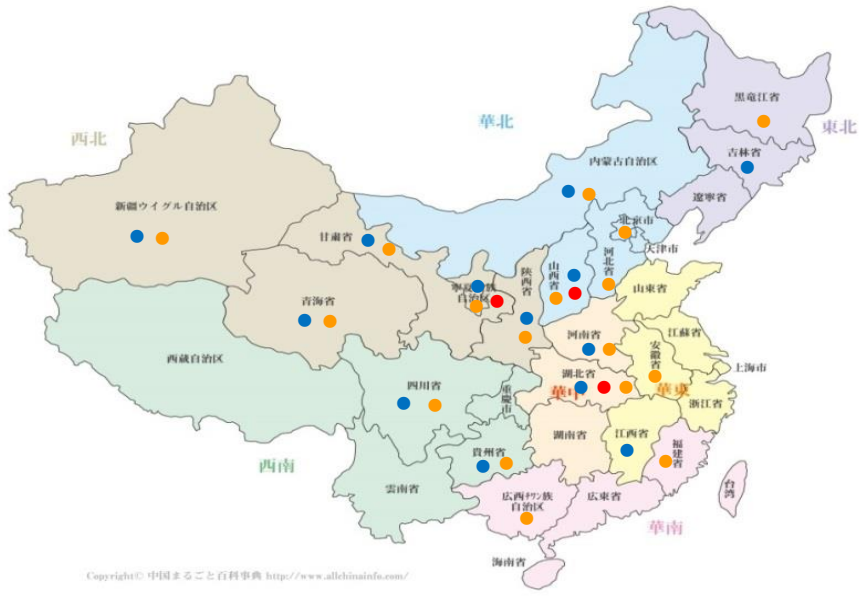 黒竜江省
東北
華北
西北
吉林省
内蒙古自治区
遼寧省
新疆ウイグル自治区
北京市
甘粛省
天津市
河北省
山西省
陝西省
山東省
自治区
青海省
江蘇省
河南省
安徽省
西蔵自治区
上海市
湖北省
四川省
華中
華東
重慶市
浙江省
湖南省
江西省
福建省
貴州省
西南
台湾
雲南省
広西チワン族
自治区
広東省
華南
海南省
Copyright© 中国まるごと百科事典 http://www.allchinainfo.com/